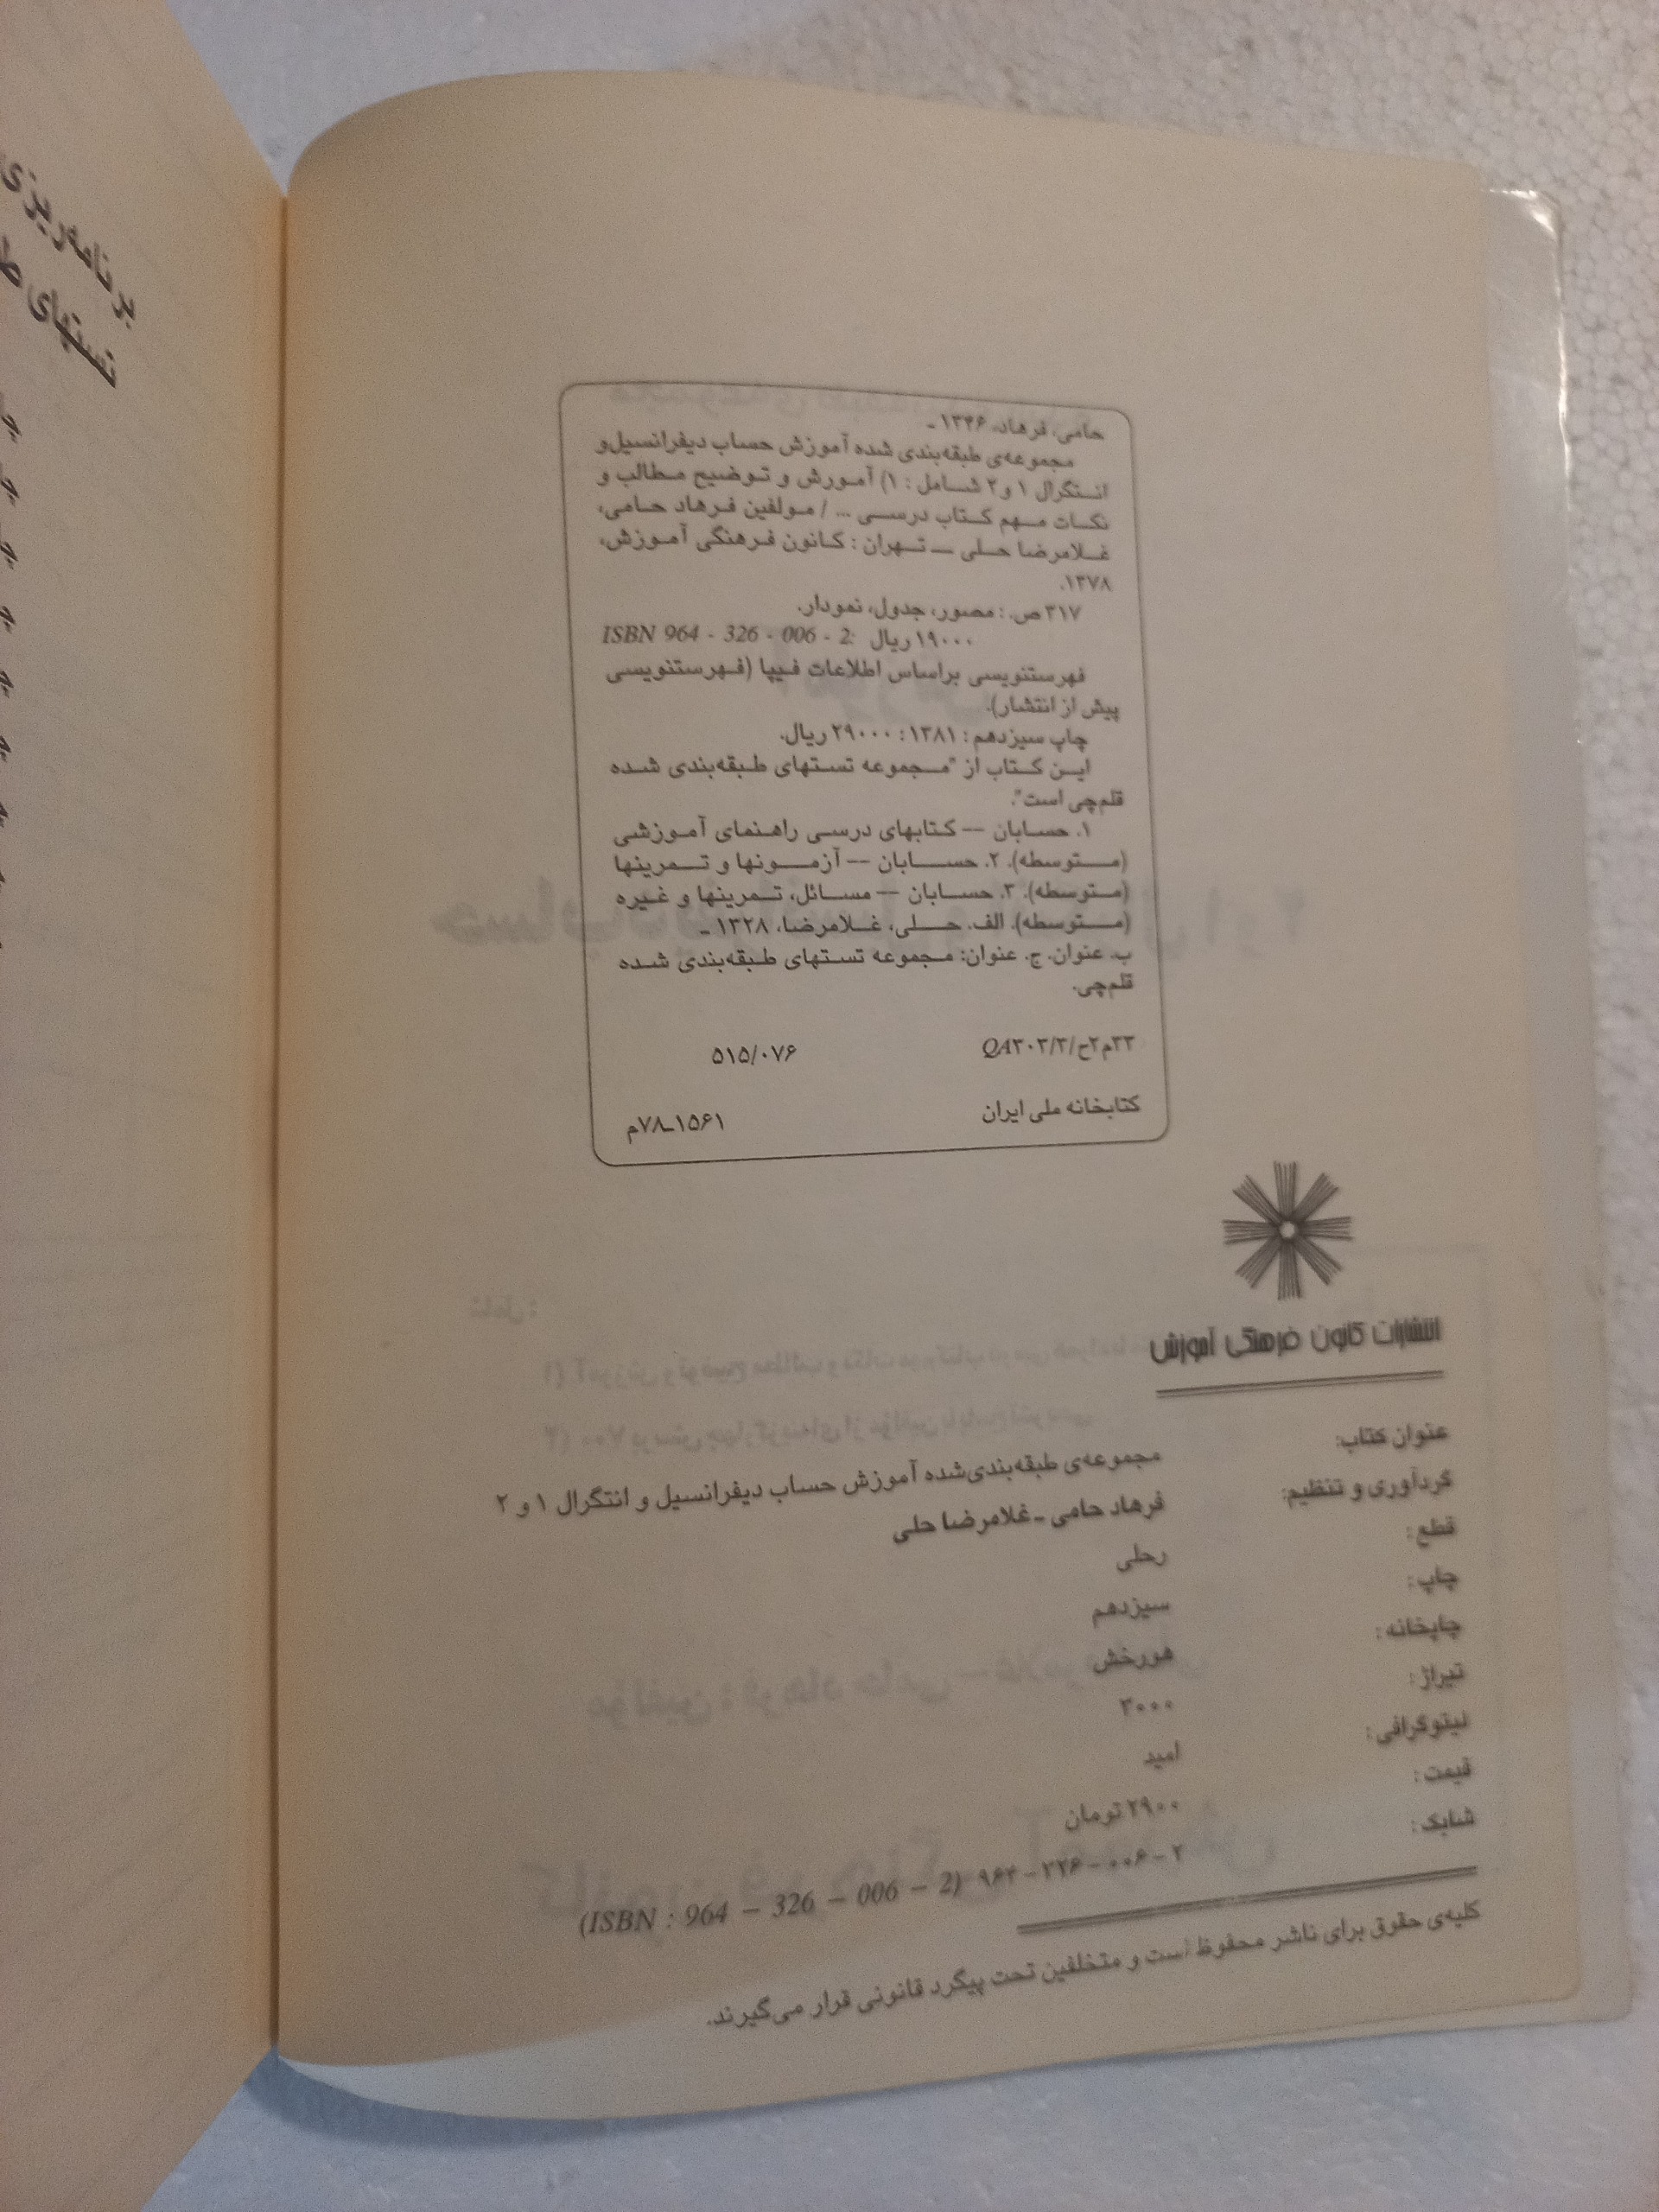 برنامه‌ریزی
تستهای
حامی، فرهاد، ۱۳۴۶ ـ
مجموعه‌ی طبقه‌بندی شده آموزش حساب دیفرانسیل و
انتگرال ۱ و ۲ شامل : ۱) آمورش و توضیح مطالب و
نکات مهم کتاب درسی ... / مولفین فرهاد حامی،
غلامرضا حلی ـــ تهران : کانون فرهنگی آموزش،
۱۳۷۸.
۳۱۷ ص. : مصور، جدول، نمودار.
۱۹۰۰۰ ریال :ISBN 964 - 326 - 006 - 2
فهرستنویسی براساس اطلاعات فیپا (فهرستنویسی
پیش از انتشار).
چاپ سیزدهم : ۱۳۸۱ : ۲۹۰۰۰ ریال.
این کتاب از "مجموعه تستهای طبقه‌بندی شده
قلم‌چی است".
۱. حسابان -- کتابهای درسی راهنمای آموزشی
(متوسطه). ۲. حسابان -- آزمونها و تمرینها
(متوسطه). ۳. حسابان -- مسائل، تمرینها و غیره
(متوسطه). الف. حلی، غلامرضا، ۱۳۲۸ ـ
ب. عنوان. ج. عنوان: مجموعه تستهای طبقه‌بندی شده
قلم‌چی.
۵۱۵/۰۷۶ QA۳۰۳/۳/ح۲م۳۳
کتابخانه ملی ایران ۱۵۶۱ـ۷۸م
انتشارات کانون فرهنگی آموزش
عنوان کتاب: مجموعه‌ی طبقه‌بندی‌شده آموزش حساب دیفرانسیل و انتگرال ۱ و ۲
گردآوری و تنظیم: فرهاد حامی ـ غلامرضا حلی
قطع : رحلی
چاپ : سیزدهم
چاپخانه : هورخش
تیراژ : ۳۰۰۰
لیتوگرافی : امید
قیمت : ۲۹۰۰ تومان
شابک : ۲ – ۰۰۶ – ۳۲۶ – ۹۶۴ (ISBN : 964 – 326 – 006 – 2)
کلیه‌ی حقوق برای ناشر محفوظ است و متخلفین تحت پیگرد قانونی قرار می‌گیرند.